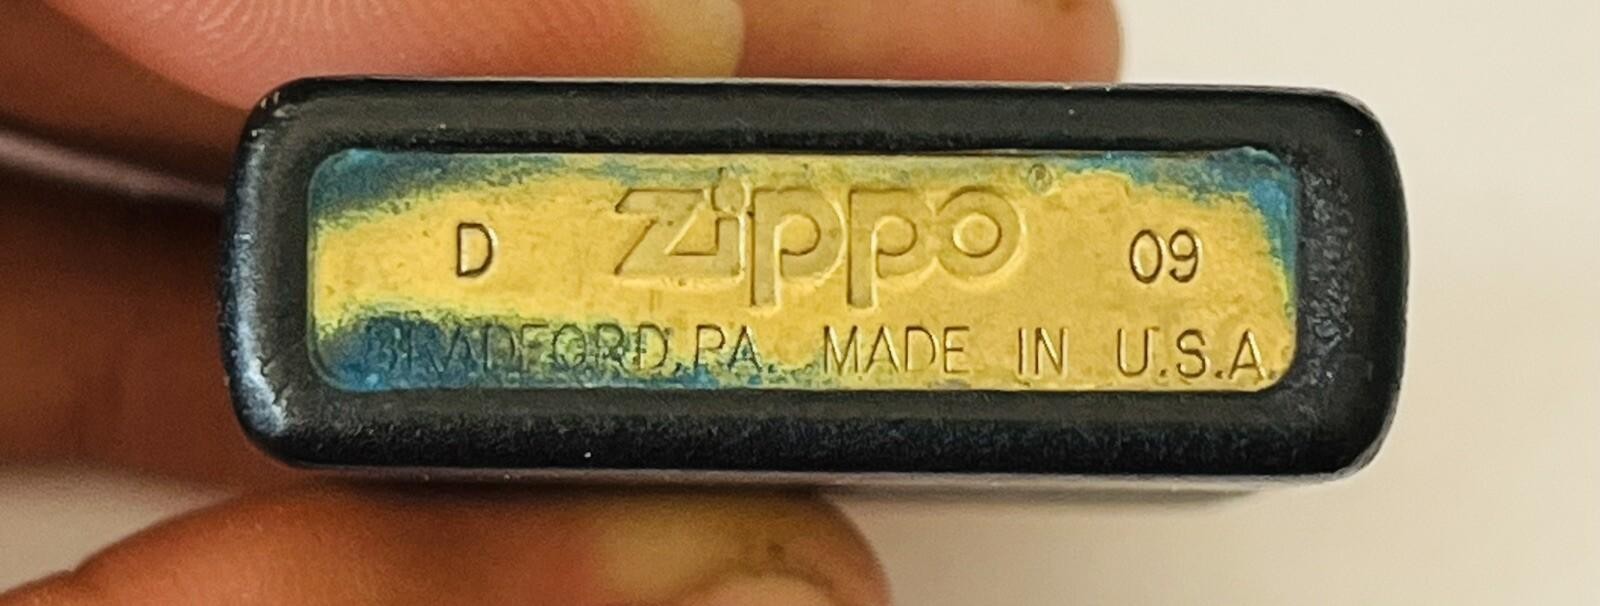 D zippo® 09
BRADFORD, PA. MADE IN U.S.A.